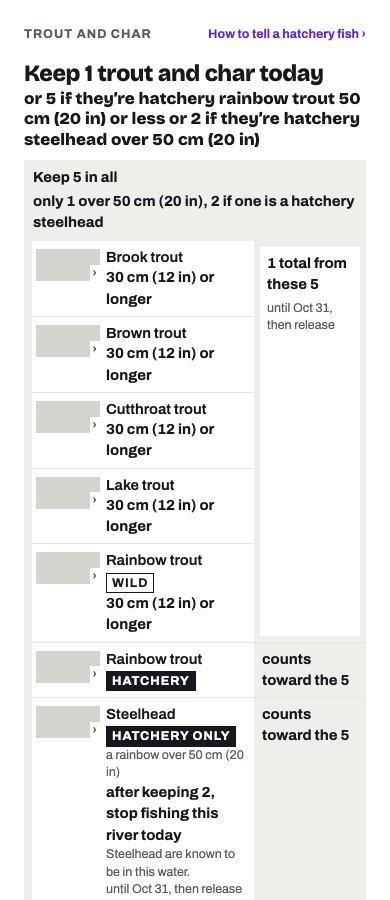 TROUT AND CHAR
How to tell a hatchery fish ›
Keep 1 trout and char today
or 5 if they're hatchery rainbow trout 50
cm (20 in) or less or 2 if they're hatchery
steelhead over 50 cm (20 in)
Keep 5 in all
only 1 over 50 cm (20 in), 2 if one is a hatchery
steelhead
Brook trout
30 cm (12 in) or
longer
1 total from
these 5
until Oct 31,
then release
Brown trout
30 cm (12 in) or
longer
Cutthroat trout
30 cm (12 in) or
longer
Lake trout
30 cm (12 in) or
longer
Rainbow trout
WILD
30 cm (12 in) or
longer
Rainbow trout
HATCHERY
counts
toward the 5
Steelhead
HATCHERY ONLY
a rainbow over 50 cm (20
in)
after keeping 2,
stop fishing this
river today
Steelhead are known to
be in this water.
until Oct 31, then release
counts
toward the 5